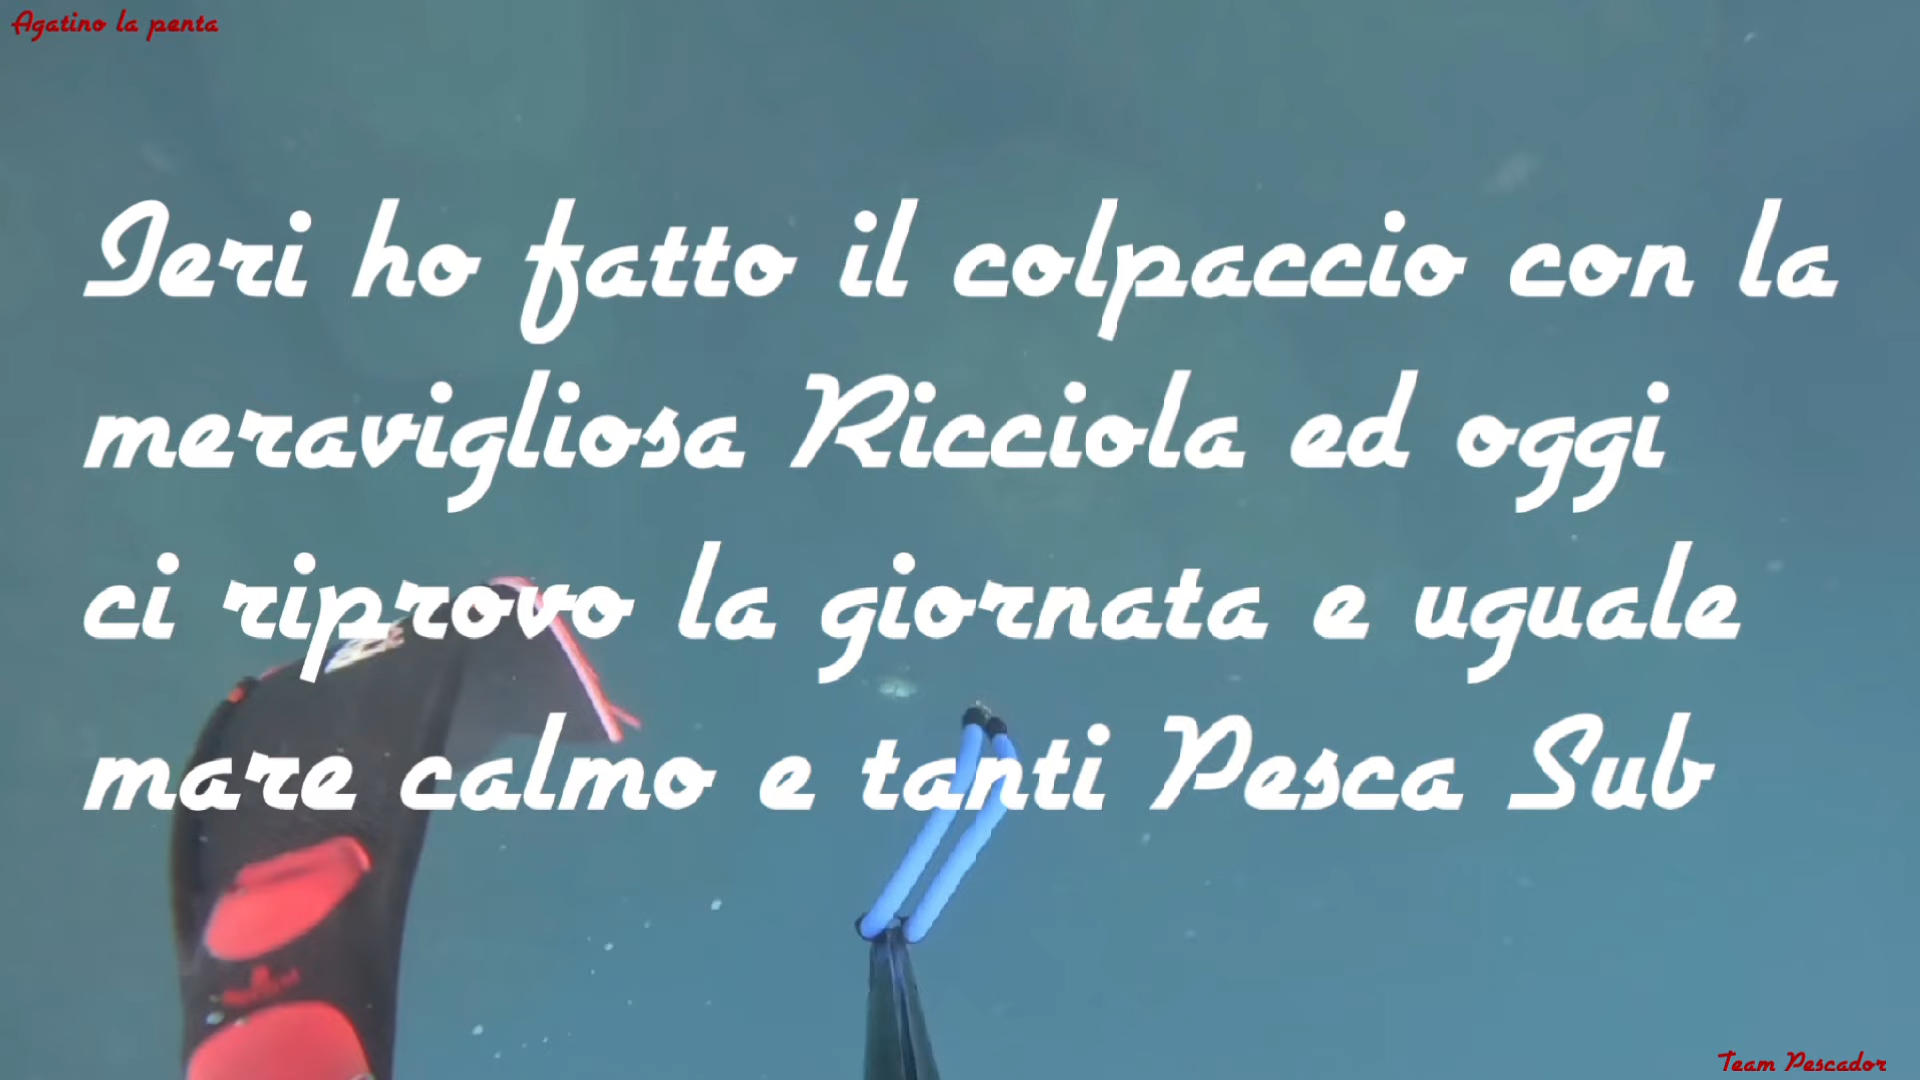 Agatino la penta
Ieri ho fatto il colpaccio con la
meravigliosa Ricciola ed oggi
ci riprovo la giornata e uguale
mare calmo e tanti Pesca Sub
Team Pescador